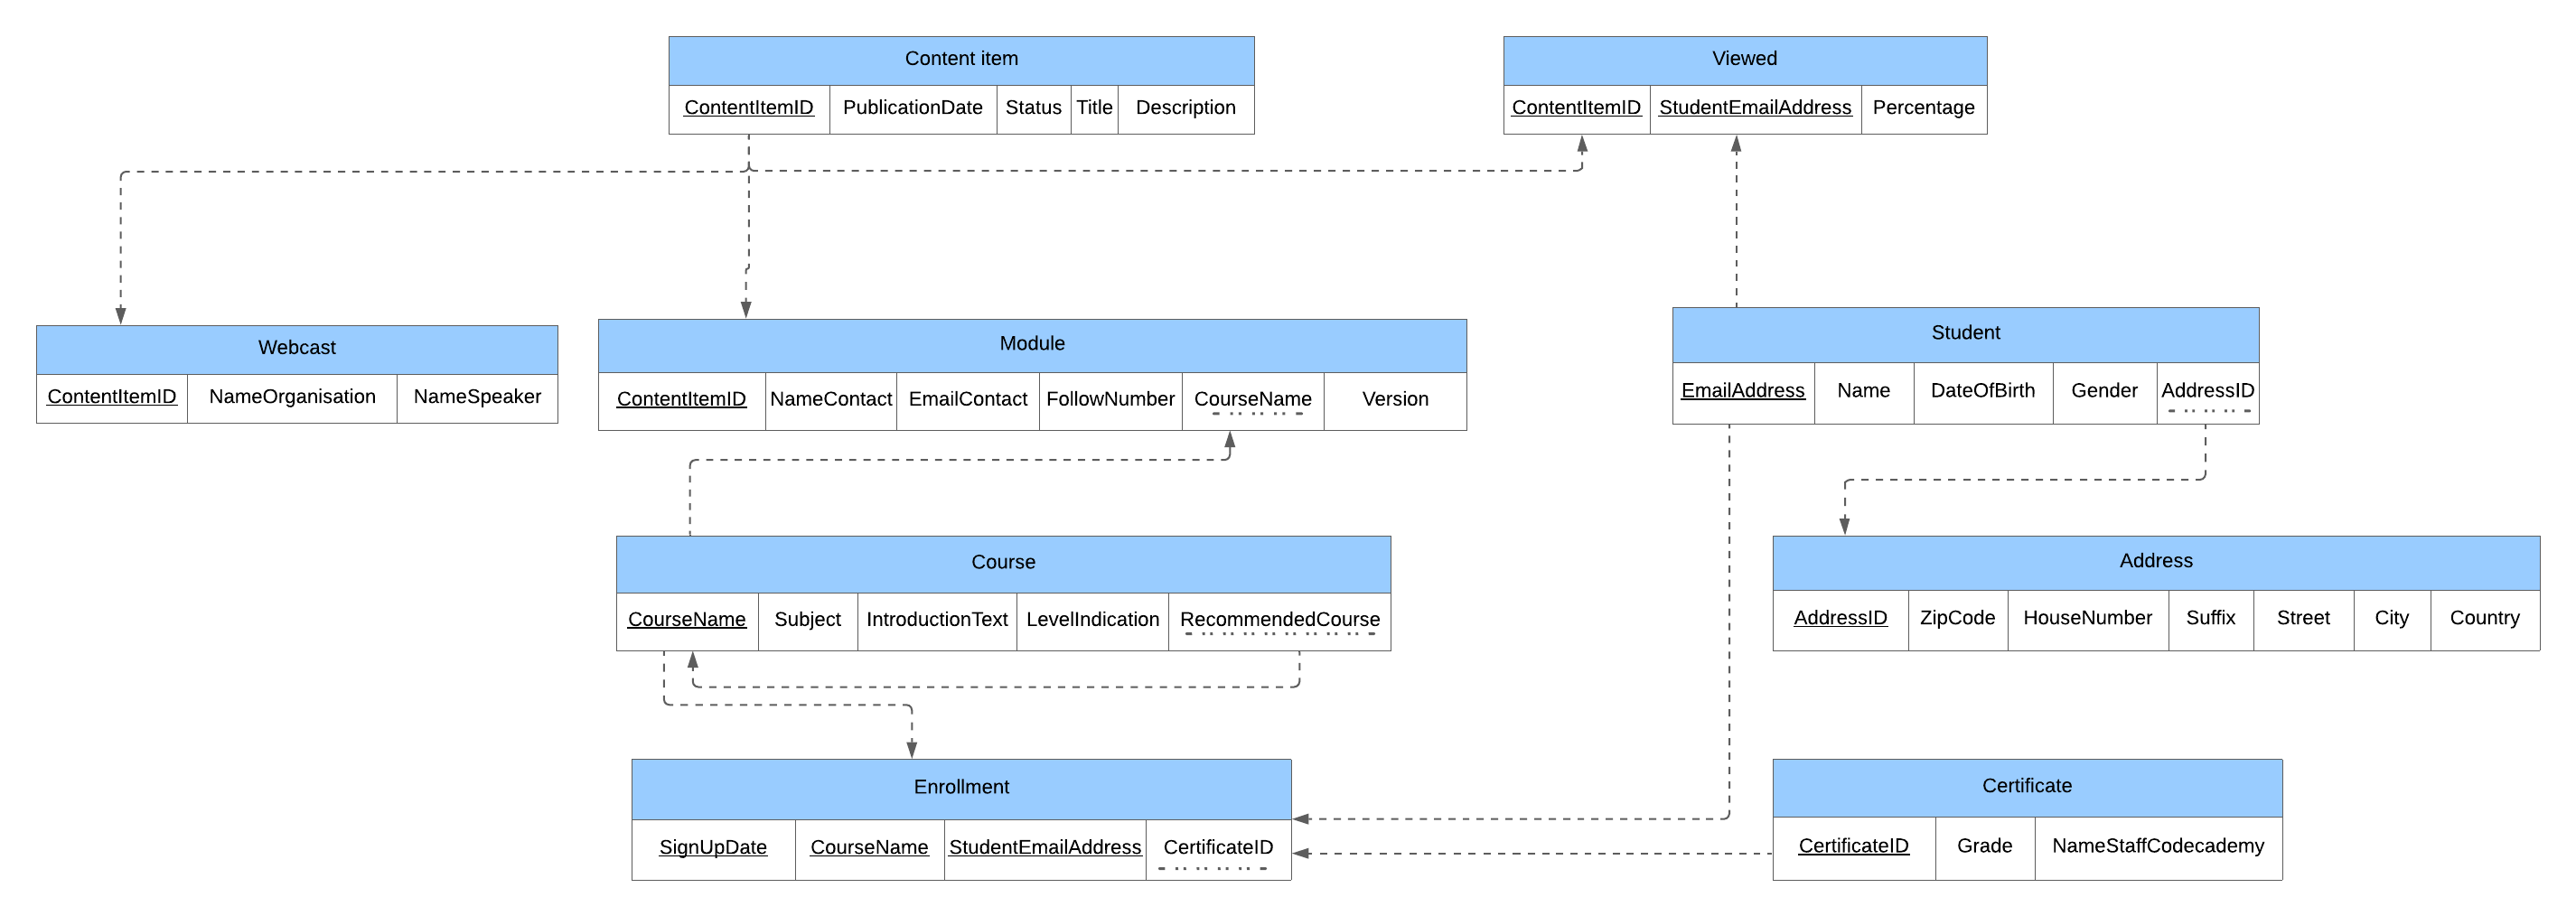 Content item
ContentItemID PublicationDate Status Title Description
Viewed
ContentItemID StudentEmailAddress Percentage
Webcast
ContentItemID NameOrganisation NameSpeaker
Module
ContentItemID NameContact EmailContact FollowNumber CourseName Version
Student
EmailAddress Name DateOfBirth Gender AddressID
Course
CourseName Subject IntroductionText LevelIndication RecommendedCourse
Address
AddressID ZipCode HouseNumber Suffix Street City Country
Enrollment
SignUpDate CourseName StudentEmailAddress CertificateID
Certificate
CertificateID Grade NameStaffCodecademy